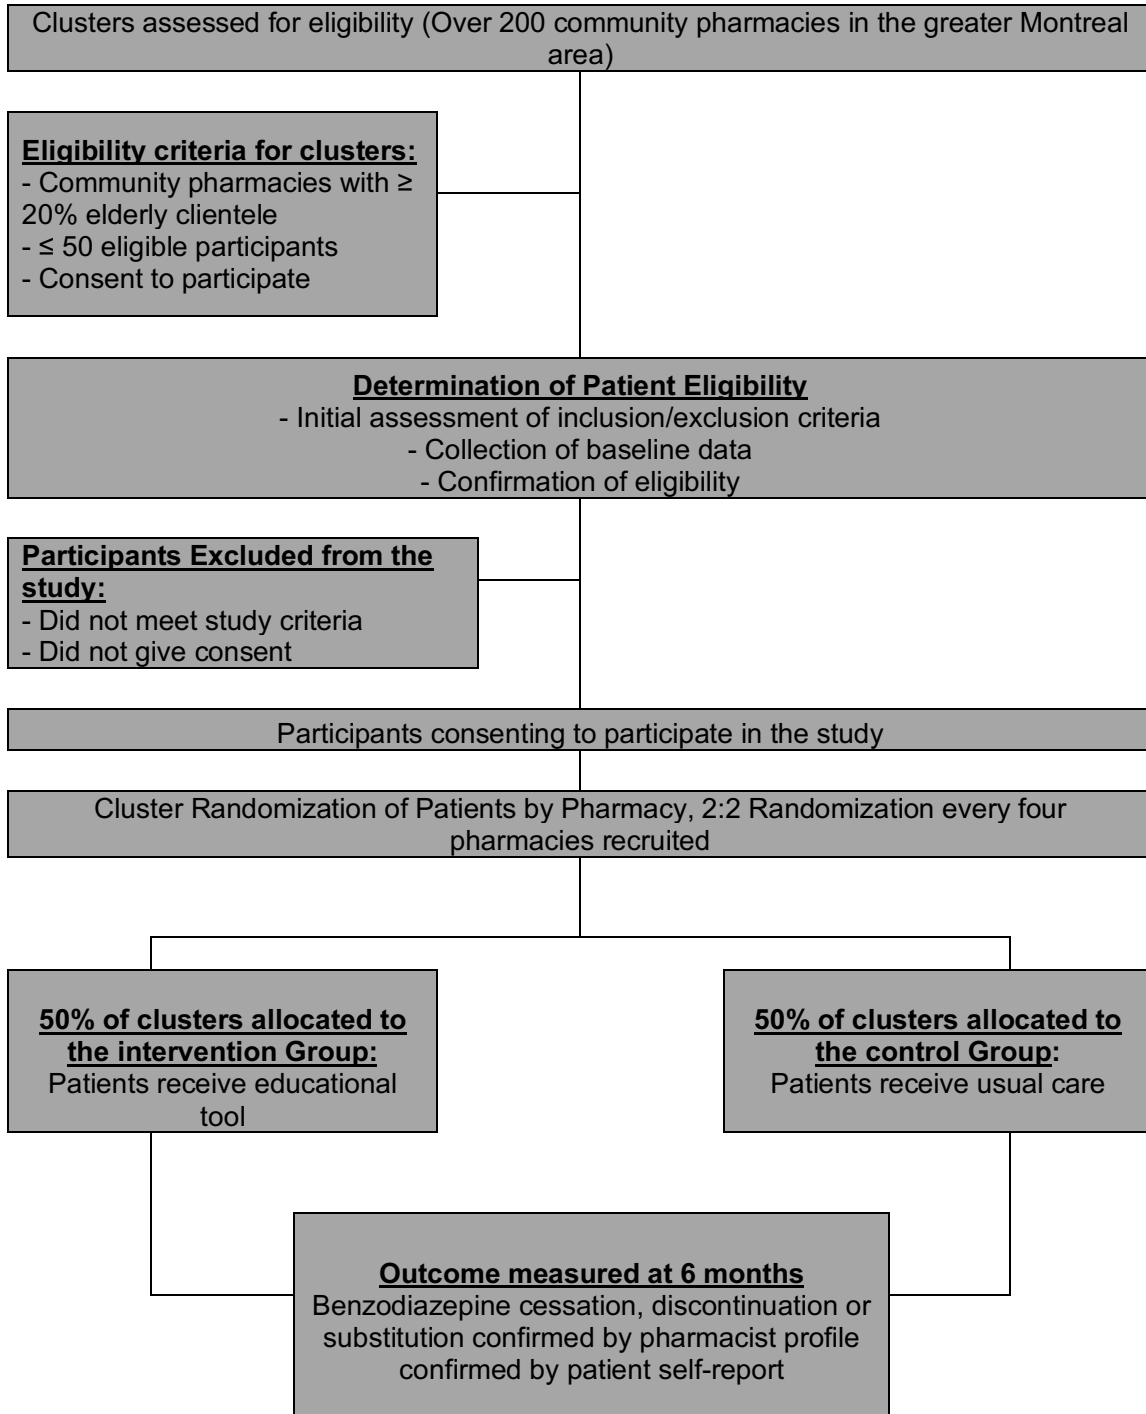 Clusters assessed for eligibility (Over 200 community pharmacies in the greater Montreal
area)
Eligibility criteria for clusters:
- Community pharmacies with ≥
20% elderly clientele
- ≤ 50 eligible participants
- Consent to participate
Determination of Patient Eligibility
- Initial assessment of inclusion/exclusion criteria
- Collection of baseline data
- Confirmation of eligibility
Participants Excluded from the
study:
- Did not meet study criteria
- Did not give consent
Participants consenting to participate in the study
Cluster Randomization of Patients by Pharmacy, 2:2 Randomization every four
pharmacies recruited
50% of clusters allocated to
the intervention Group:
Patients receive educational
tool
50% of clusters allocated to
the control Group:
Patients receive usual care
Outcome measured at 6 months
Benzodiazepine cessation, discontinuation or
substitution confirmed by pharmacist profile
confirmed by patient self-report